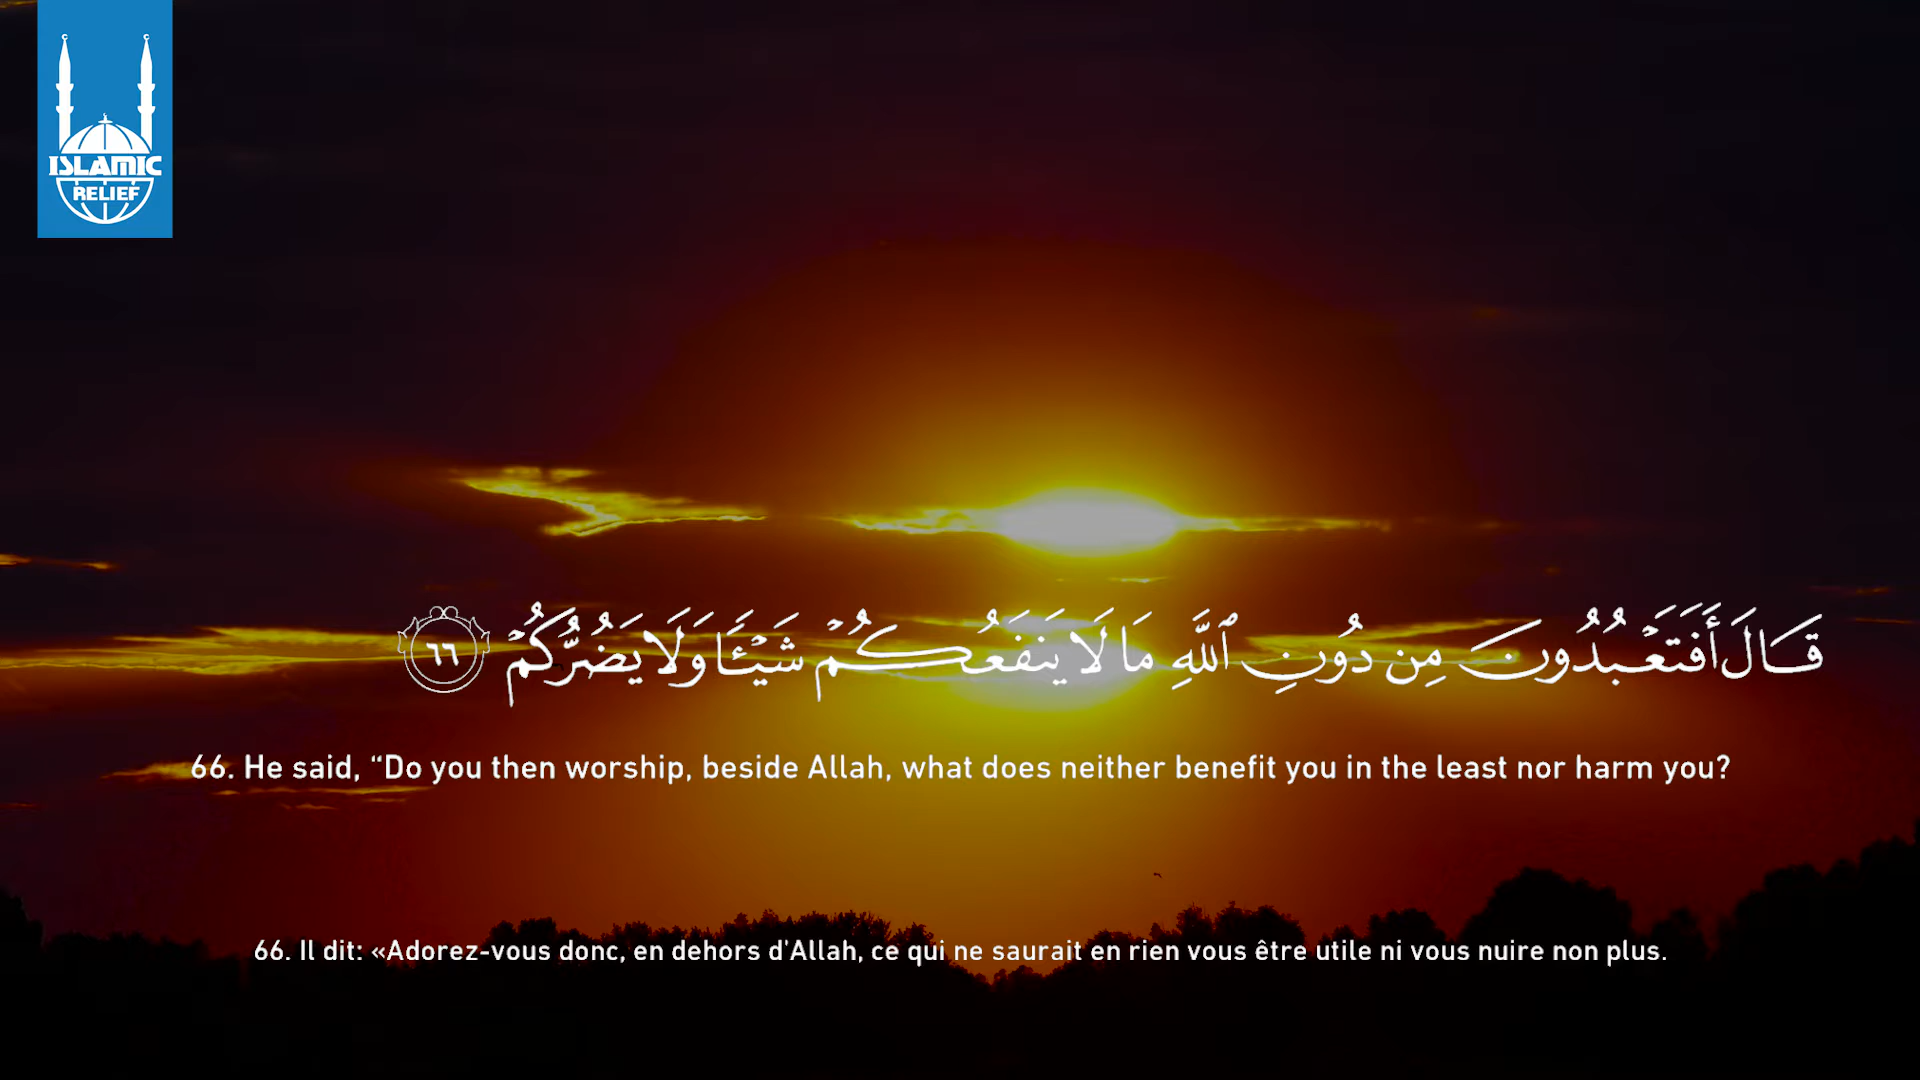 ISLAMIC
RELIEF
قَالَ أَفَتَعْبُدُونَ مِن دُونِ ٱللَّهِ مَا لَا يَنفَعُكُمْ شَيْـًٔا وَلَا يَضُرُّكُمْ ٦٦
66. He said, “Do you then worship, beside Allah, what does neither benefit you in the least nor harm you?
66. Il dit: «Adorez-vous donc, en dehors d'Allah, ce qui ne saurait en rien vous être utile ni vous nuire non plus.